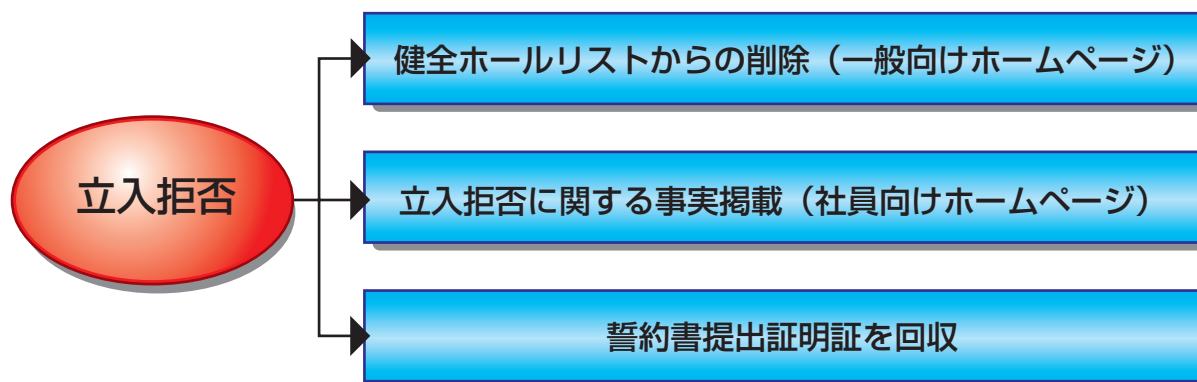 健全ホールリストからの削除（一般向けホームページ）
立入拒否
立入拒否に関する事実掲載（社員向けホームページ）
誓約書提出証明証を回収